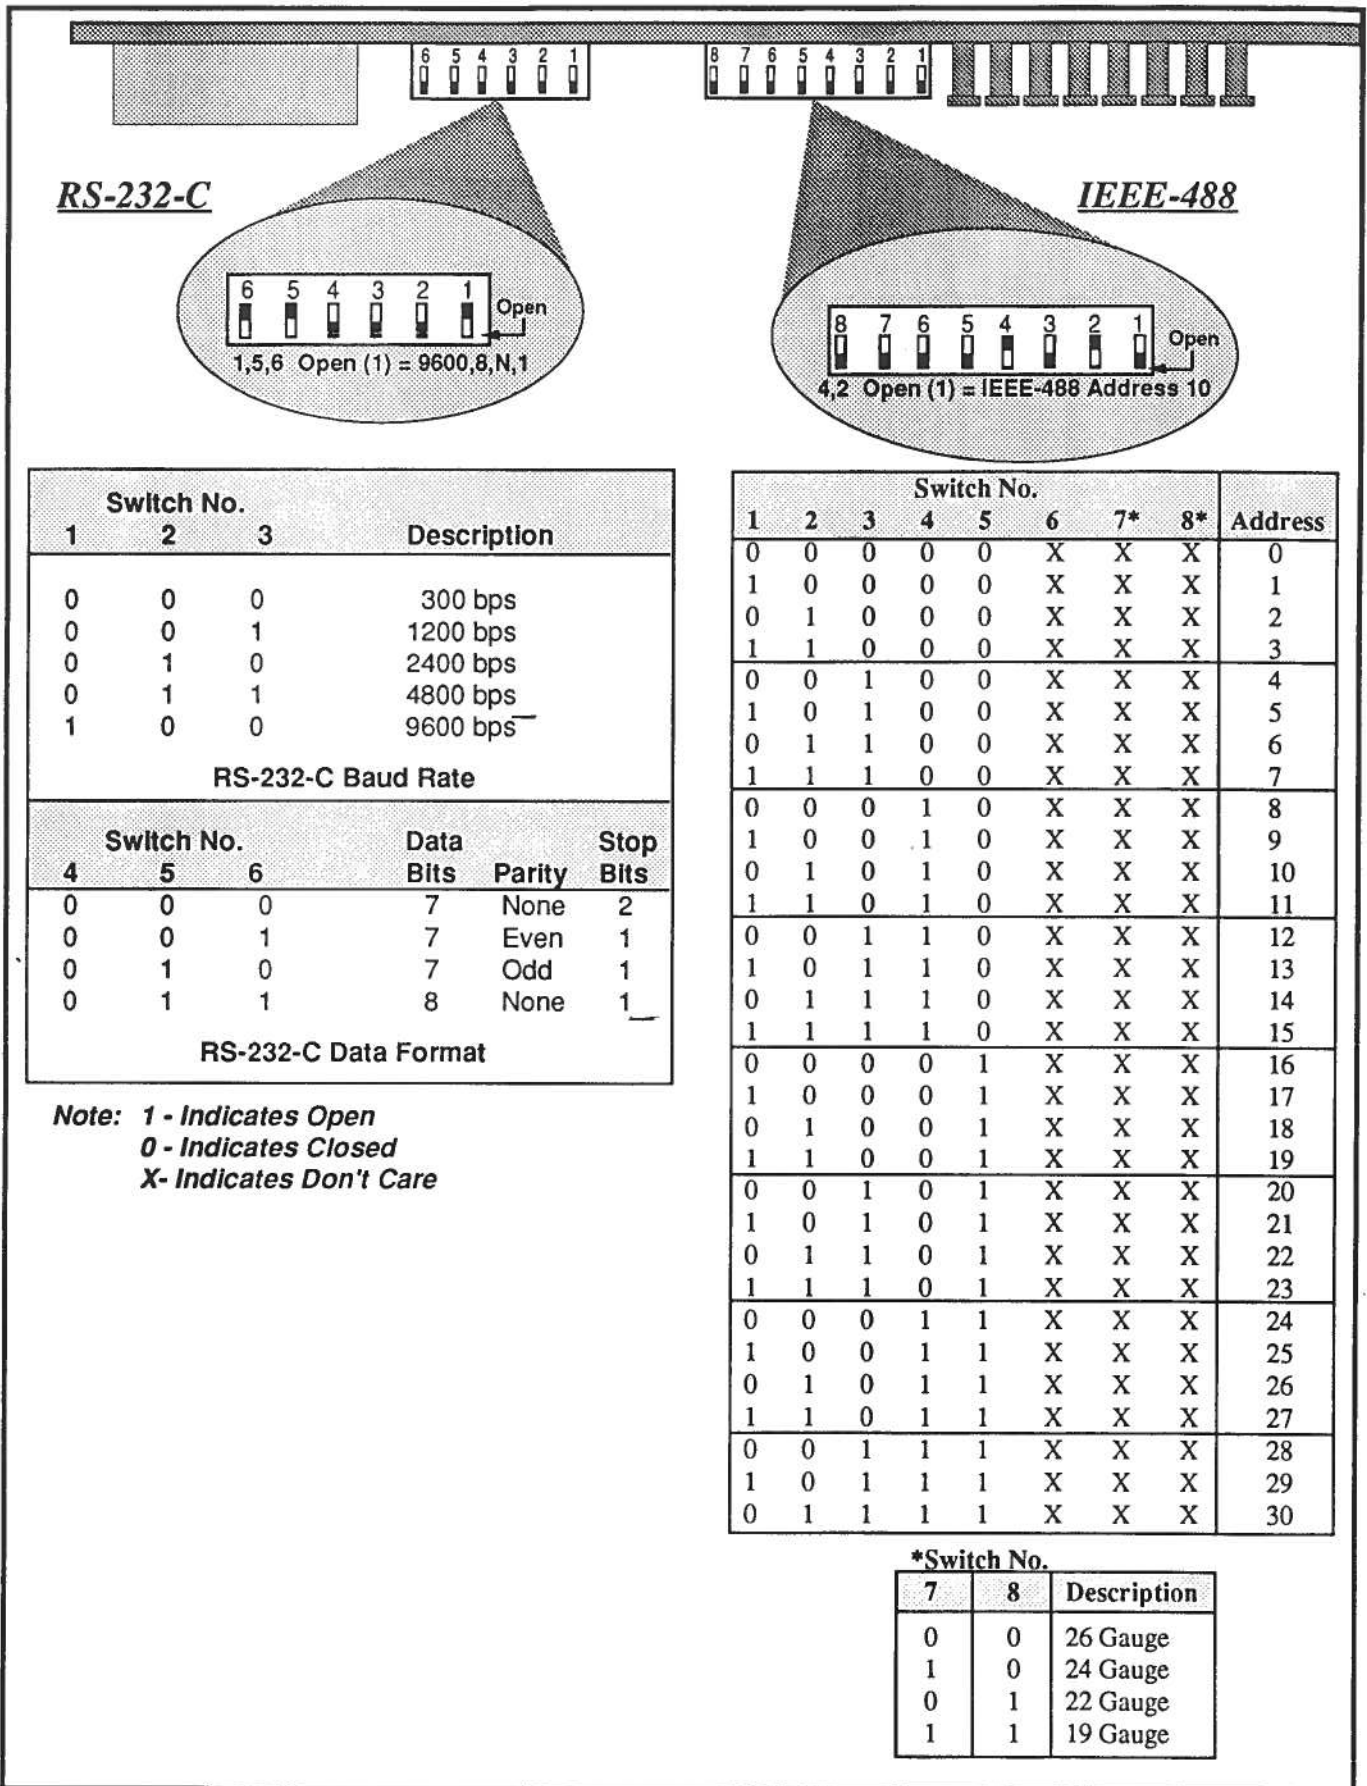 6 5 4 3 2 1
8 7 6 5 4 3 2 1
RS-232-C
IEEE-488
6 5 4 3 2 1
Open
1,5,6 Open (1) = 9600,8,N,1
8 7 6 5 4 3 2 1
Open
4,2 Open (1) = IEEE-488 Address 10
Switch No.
1 2 3 Description
0 0 0 300 bps
0 0 1 1200 bps
0 1 0 2400 bps
0 1 1 4800 bps
1 0 0 9600 bps
RS-232-C Baud Rate
Switch No. Data Stop
4 5 6 Bits Parity Bits
0 0 0 7 None 2
0 0 1 7 Even 1
0 1 0 7 Odd 1
0 1 1 8 None 1
RS-232-C Data Format
Note: 1 - Indicates Open
0 - Indicates Closed
X- Indicates Don't Care
Switch No.
1 2 3 4 5 6 7* 8* Address
0 0 0 0 0 X X X 0
1 0 0 0 0 X X X 1
0 1 0 0 0 X X X 2
1 1 0 0 0 X X X 3
0 0 1 0 0 X X X 4
1 0 1 0 0 X X X 5
0 1 1 0 0 X X X 6
1 1 1 0 0 X X X 7
0 0 0 1 0 X X X 8
1 0 0 1 0 X X X 9
0 1 0 1 0 X X X 10
1 1 0 1 0 X X X 11
0 0 1 1 0 X X X 12
1 0 1 1 0 X X X 13
0 1 1 1 0 X X X 14
1 1 1 1 0 X X X 15
0 0 0 0 1 X X X 16
1 0 0 0 1 X X X 17
0 1 0 0 1 X X X 18
1 1 0 0 1 X X X 19
0 0 1 0 1 X X X 20
1 0 1 0 1 X X X 21
0 1 1 0 1 X X X 22
1 1 1 0 1 X X X 23
0 0 0 1 1 X X X 24
1 0 0 1 1 X X X 25
0 1 0 1 1 X X X 26
1 1 0 1 1 X X X 27
0 0 1 1 1 X X X 28
1 0 1 1 1 X X X 29
0 1 1 1 1 X X X 30
*Switch No.
7 8 Description
0 0 26 Gauge
1 0 24 Gauge
0 1 22 Gauge
1 1 19 Gauge